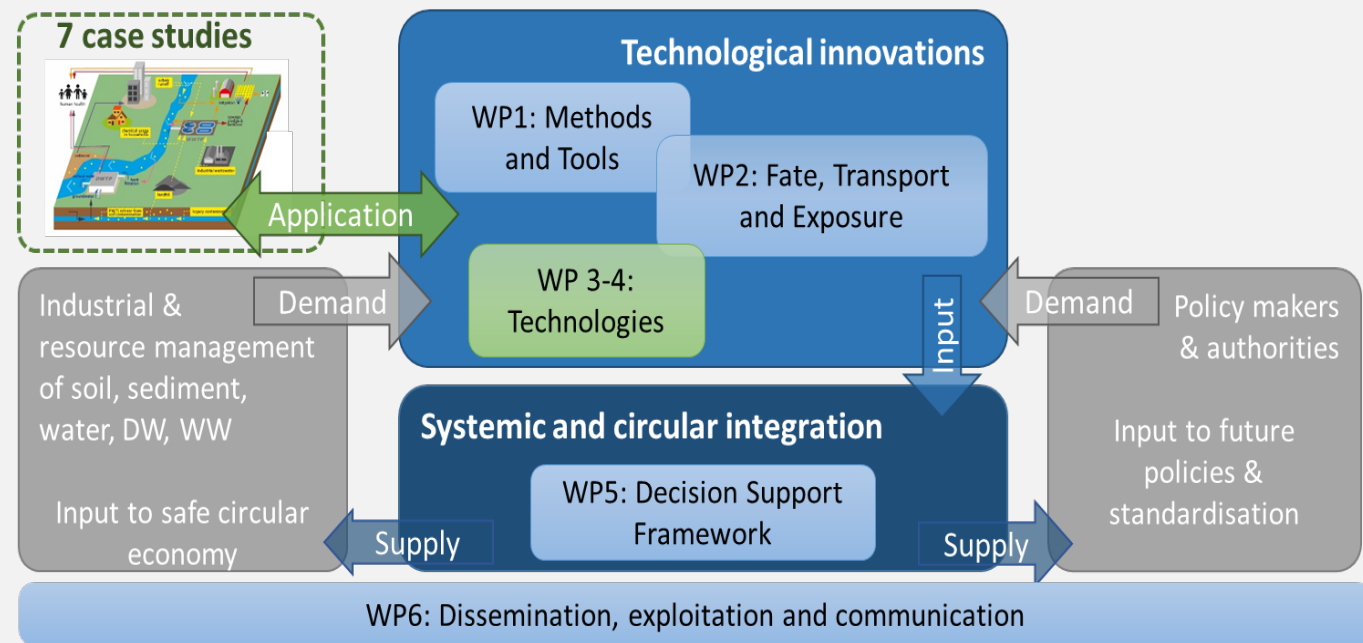 7 case studies
human health
Application
Technological innovations
WP1: Methods
and Tools
WP2: Fate, Transport
and Exposure
WP 3-4:
Technologies
Industrial &
resource management
of soil, sediment,
water, DW, WW
Input to safe circular
economy
Demand
Demand
Policy makers
& authorities
Input to future
policies &
standardisation
Input
Systemic and circular integration
WP5: Decision Support
Framework
Supply
Supply
WP6: Dissemination, exploitation and communication